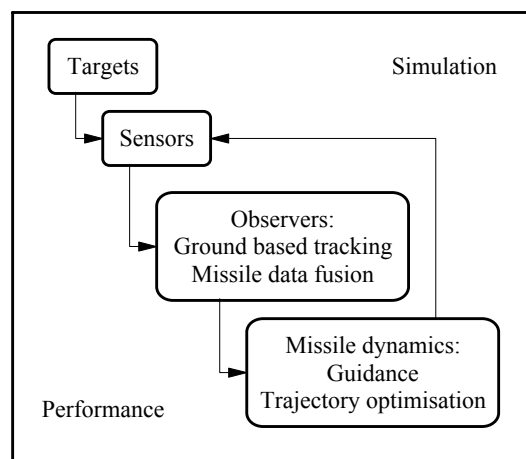 Targets
Simulation
Sensors
Observers:
Ground based tracking
Missile data fusion
Missile dynamics:
Guidance
Trajectory optimisation
Performance